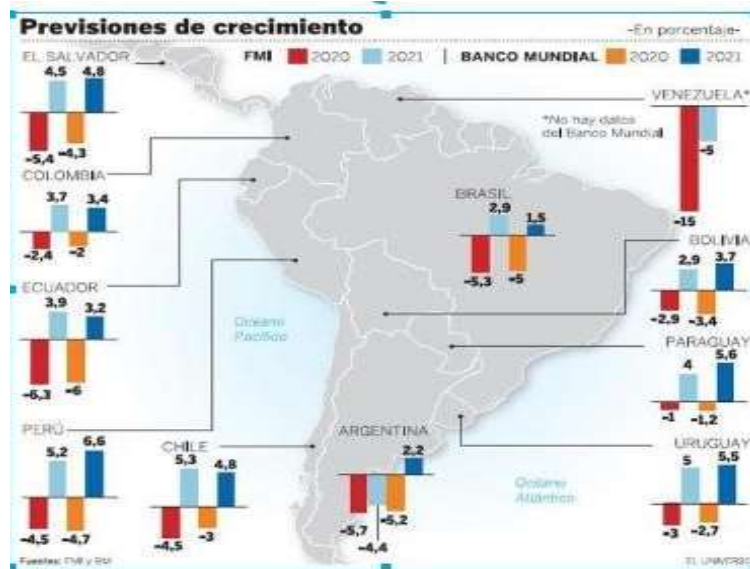 Previsiones de crecimiento
-En porcentaje-
FMI 2020 2021 BANCO MUNDIAL 2020 2021
EL SALVADOR
4,5 4,8
-5,4 -4,3
COLOMBIA
3,7 3,4
-2,4 -2
ECUADOR
3,9 3,2
-6,3 -6
PERÚ
5,2 6,6
-4,5 -4,7
CHILE
5,3 4,8
-4,5 -3
ARGENTINA
2,2
-5,7 -4,4 -5,2
BRASIL
2,9 1,5
-5,3 -5
VENEZUELA*
*No hay datos
del Banco Mundial
-5
-15
BOLIVIA
2,9 3,7
-2,9 -3,4
PARAGUAY
4 5,6
-1 -1,2
URUGUAY
5 5,5
-3 -2,7
Océano
Pacífico
Océano
Atlántico
Fuentes: FMI y BM
EL UNIVERSO